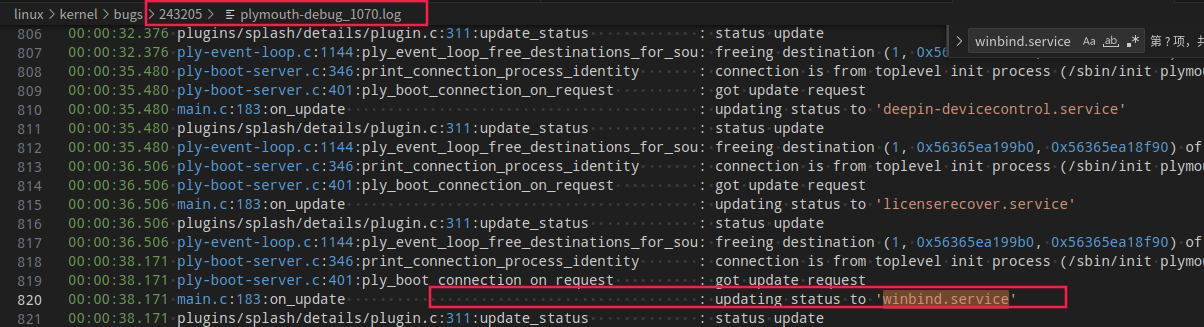 linux > kernel > bugs > 243205 > plymouth-debug_1070.log
winbind.service Aa ab .* 第 ? 项，共
806 00:00:32.376 plugins/splash/details/plugin.c:311:update_status : status update
807 00:00:32.376 ply-event-loop.c:1144:ply_event_loop_free_destinations_for_sou: freeing destination (1, 0x56
808 00:00:35.480 ply-boot-server.c:346:print_connection_process_identity : connection is from toplevel init process (/sbin/init plymo
809 00:00:35.480 ply-boot-server.c:401:ply_boot_connection_on_request : got update request
810 00:00:35.480 main.c:183:on_update : updating status to 'deepin-devicecontrol.service'
811 00:00:35.480 plugins/splash/details/plugin.c:311:update_status : status update
812 00:00:35.480 ply-event-loop.c:1144:ply_event_loop_free_destinations_for_sou: freeing destination (1, 0x56365ea199b0, 0x56365ea18f90) of
813 00:00:36.506 ply-boot-server.c:346:print_connection_process_identity : connection is from toplevel init process (/sbin/init plymo
814 00:00:36.506 ply-boot-server.c:401:ply_boot_connection_on_request : got update request
815 00:00:36.506 main.c:183:on_update : updating status to 'licenserecover.service'
816 00:00:36.506 plugins/splash/details/plugin.c:311:update_status : status update
817 00:00:36.506 ply-event-loop.c:1144:ply_event_loop_free_destinations_for_sou: freeing destination (1, 0x56365ea199b0, 0x56365ea18f90) of
818 00:00:38.171 ply-boot-server.c:346:print_connection_process_identity : connection is from toplevel init process (/sbin/init plymo
819 00:00:38.171 ply-boot-server.c:401:ply_boot_connection_on_request : got update request
820 00:00:38.171 main.c:183:on_update : updating status to 'winbind.service'
821 00:00:38.171 plugins/splash/details/plugin.c:311:update_status : status update